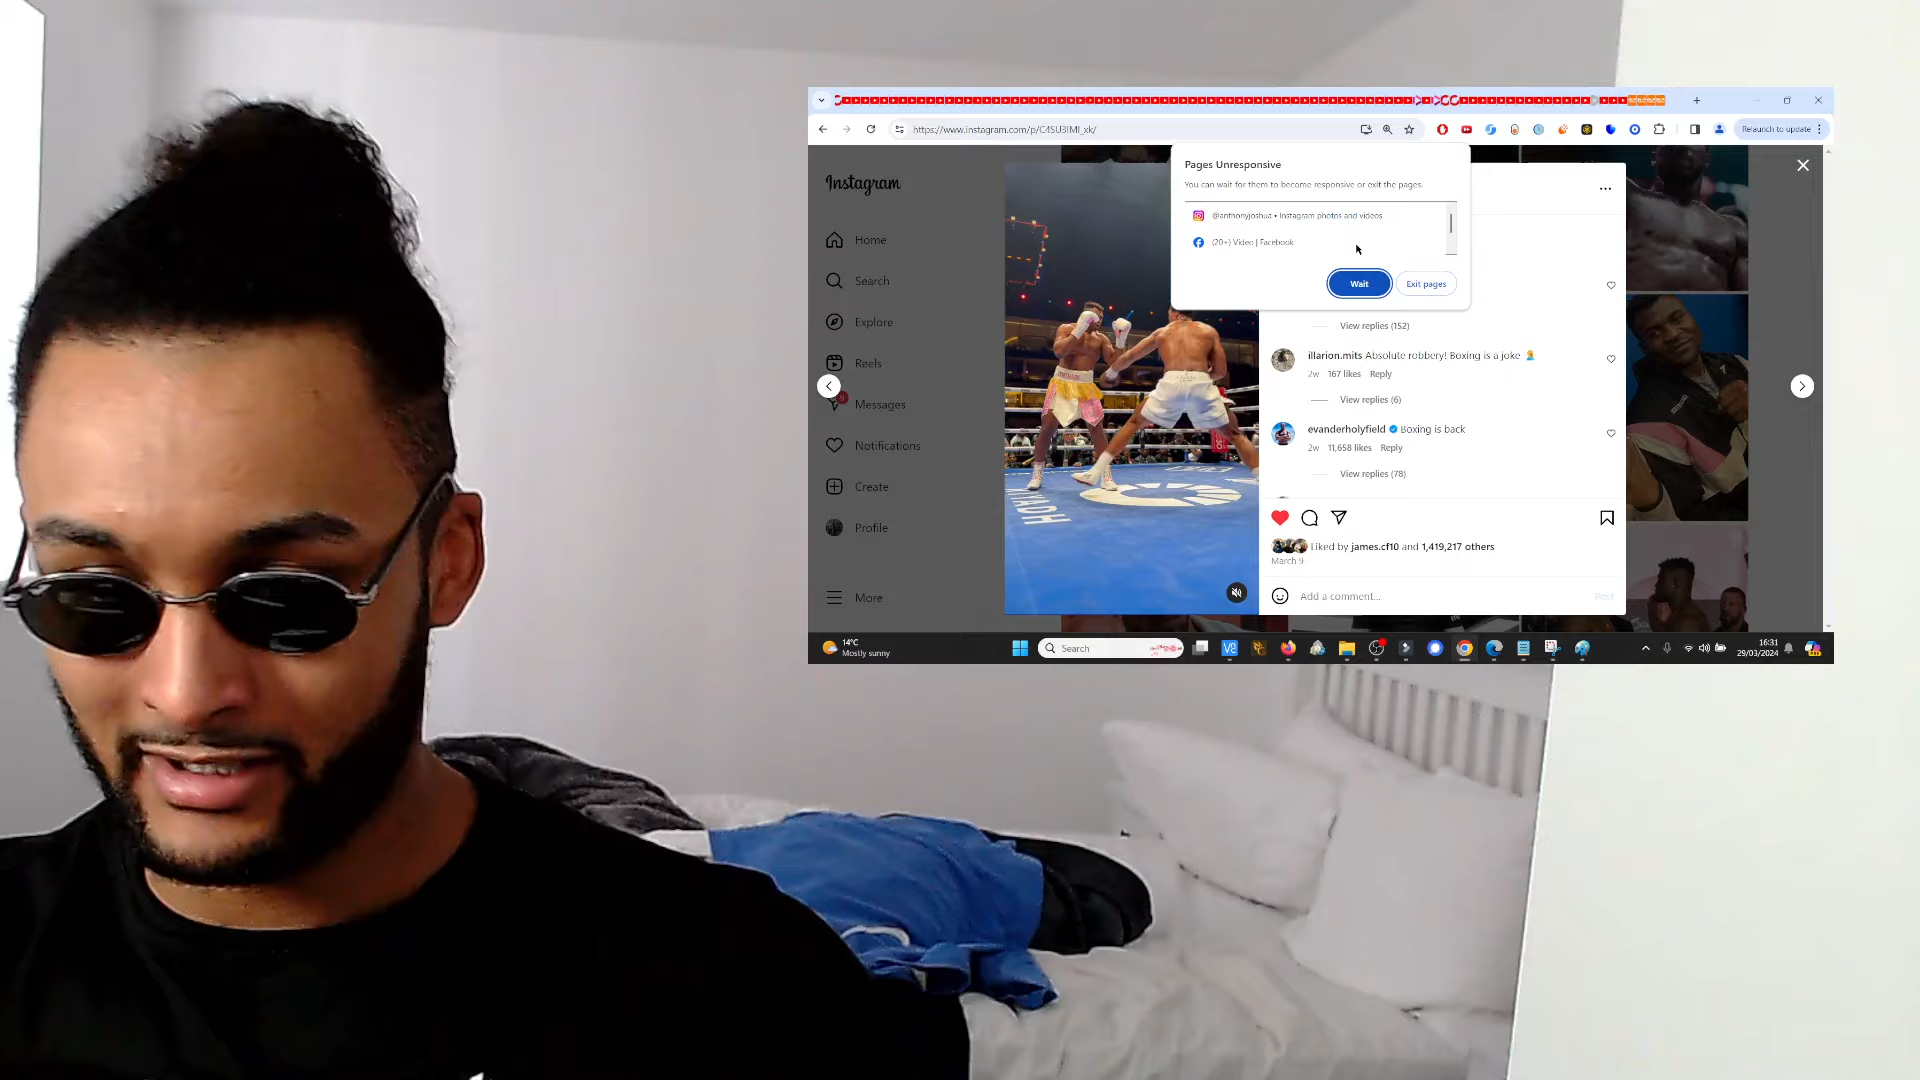 https://www.instagram.com/p/C4SU3lMI_xk/
Relaunch to update
Instagram
Home
Search
Explore
Reels
9
Messages
Notifications
Create
Profile
More
Pages Unresponsive
You can wait for them to become responsive or exit the pages.
@anthonyjoshua • Instagram photos and videos
(20+) Video | Facebook
Wait
Exit pages
View replies (152)
illarion.mits Absolute robbery! Boxing is a joke
2w 167 likes Reply
View replies (6)
evanderholyfield Boxing is back
2w 11,658 likes Reply
View replies (78)
Liked by james.cf10 and 1,419,217 others
March 9
Add a comment...
Post
14°C
Mostly sunny
Search
16:31
29/03/2024